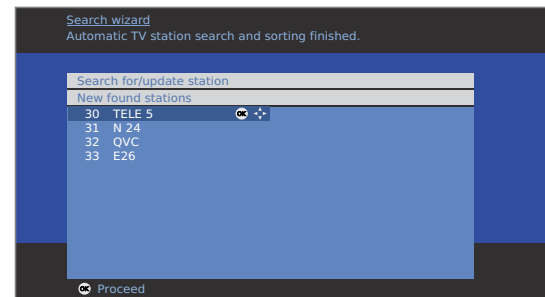 Search wizard
Automatic TV station search and sorting finished.
Search for/update station
New found stations
30 TELE 5 OK
31 N 24
32 QVC
33 E26
OK Proceed